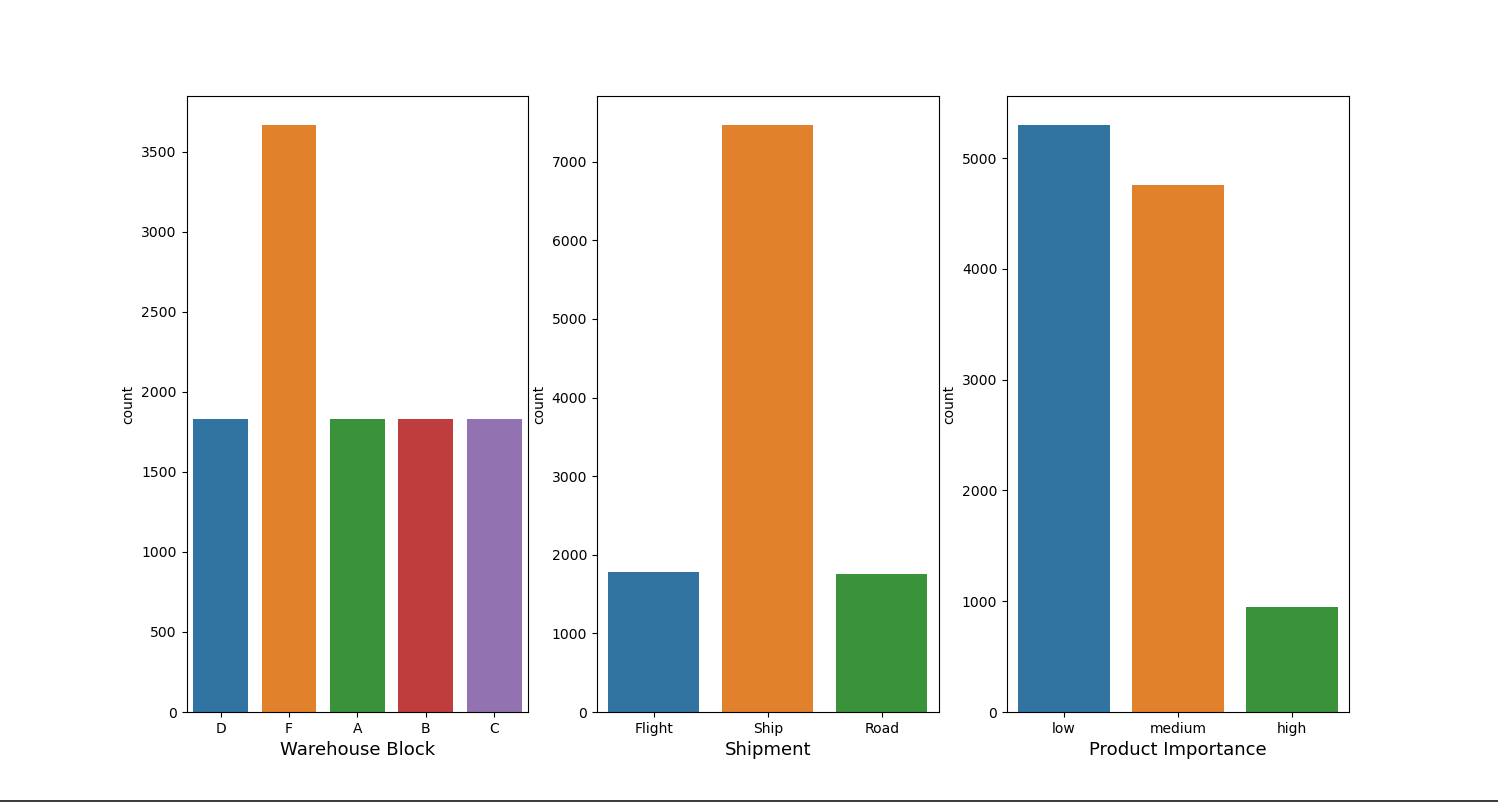 count
3500
3000
2500
2000
1500
1000
500
0
D F A B C
Warehouse Block
count
7000
6000
5000
4000
3000
2000
1000
0
Flight Ship Road
Shipment
count
5000
4000
3000
2000
1000
0
low medium high
Product Importance